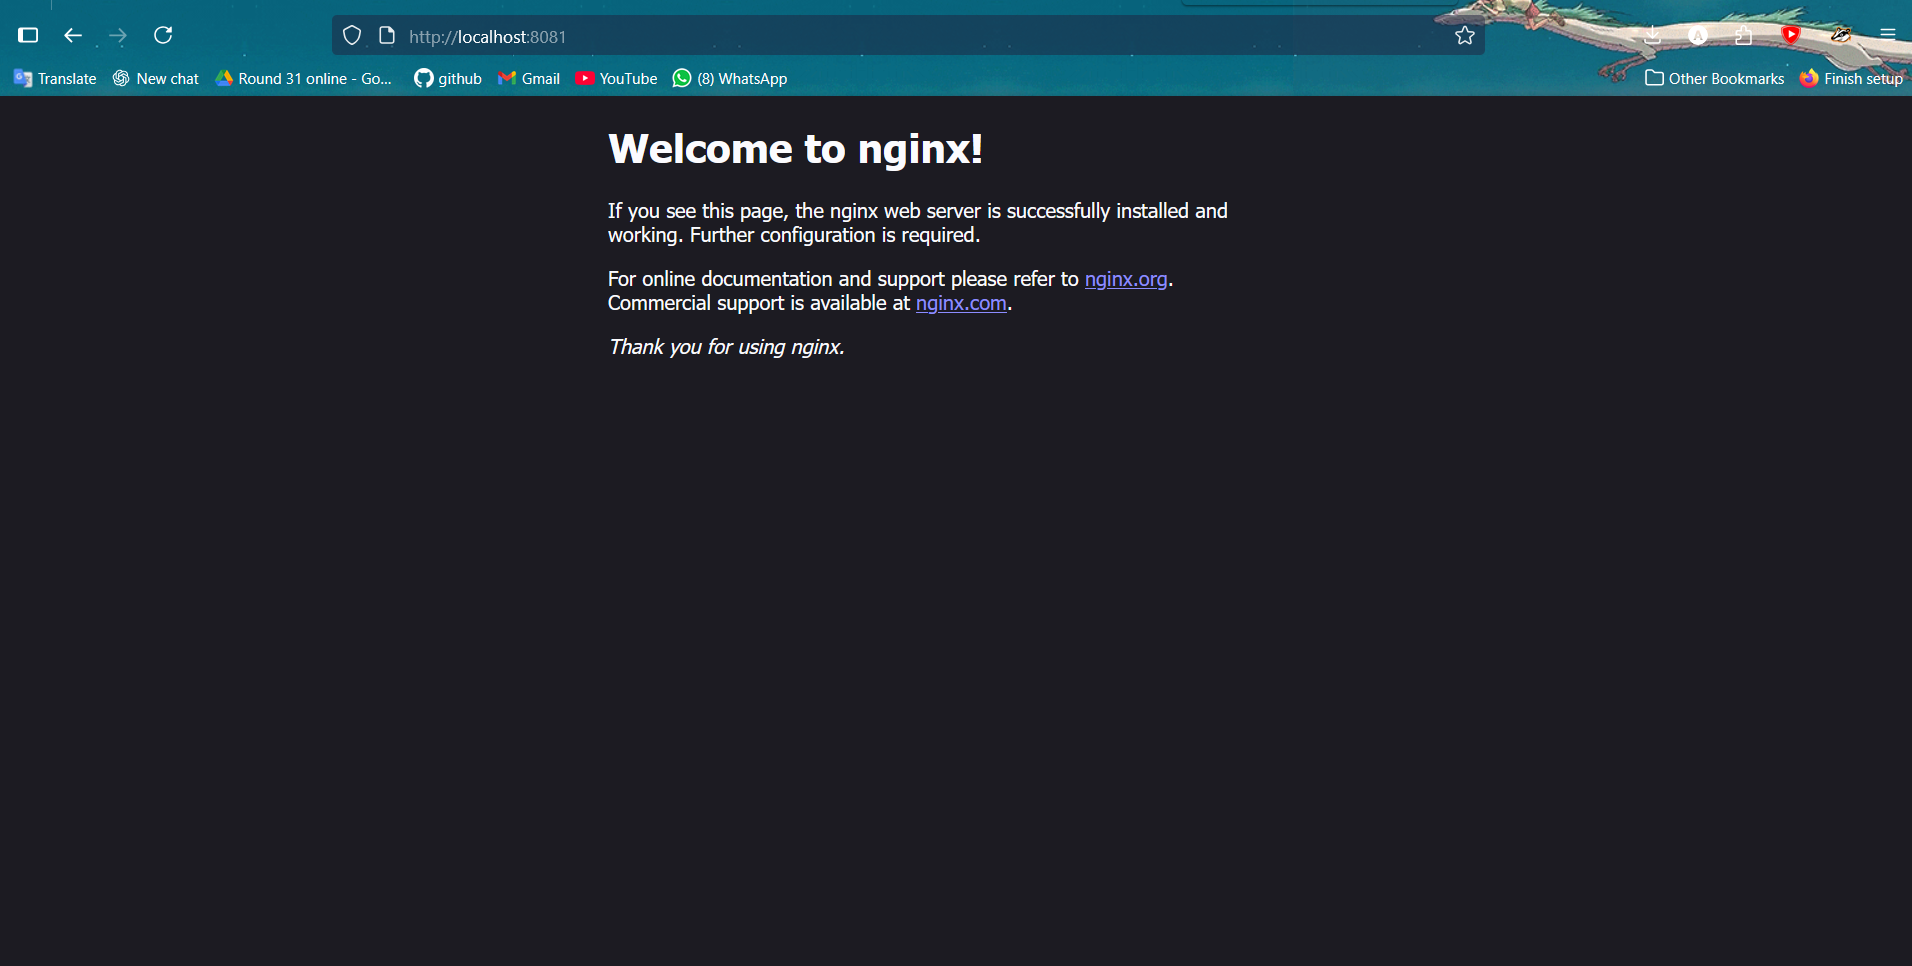 http://localhost:8081
A
Translate New chat Round 31 online - Go... github Gmail YouTube (8) WhatsApp Other Bookmarks Finish setup
Welcome to nginx!
If you see this page, the nginx web server is successfully installed and
working. Further configuration is required.
For online documentation and support please refer to nginx.org.
Commercial support is available at nginx.com.
Thank you for using nginx.